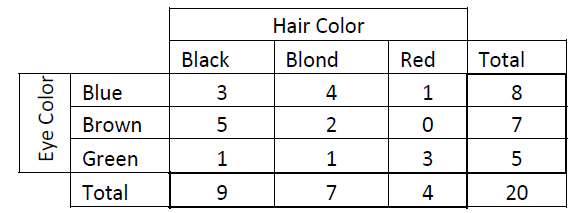 Hair Color
Black Blond Red Total
Eye Color
Blue 3 4 1 8
Brown 5 2 0 7
Green 1 1 3 5
Total 9 7 4 20